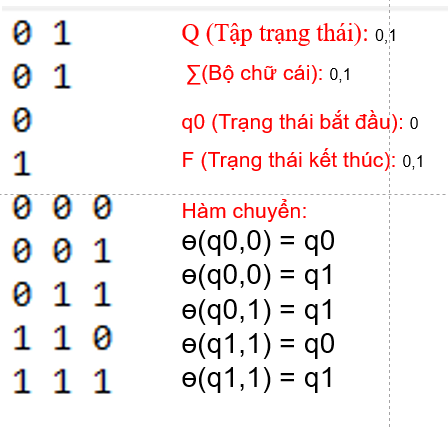 0 1 Q (Tập trạng thái): 0,1
0 1 ∑(Bộ chữ cái): 0,1
0 q0 (Trạng thái bắt đầu): 0
1 F (Trạng thái kết thúc): 0,1
0 0 0 Hàm chuyển:
0 0 1 ɵ(q0,0) = q0
0 1 1 ɵ(q0,0) = q1
1 1 0 ɵ(q0,1) = q1
1 1 1 ɵ(q1,1) = q0
ɵ(q1,1) = q1